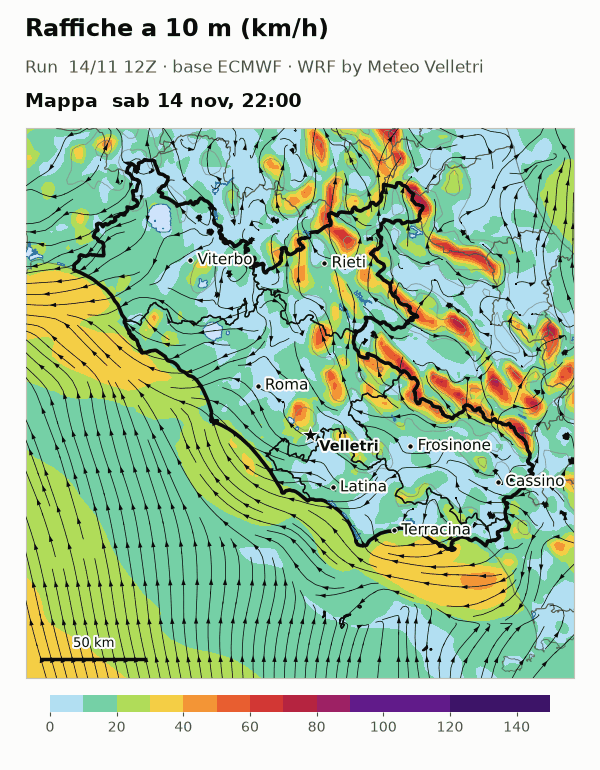 Raffiche a 10 m (km/h)
Run  14/11 12Z · base ECMWF · WRF by Meteo Velletri
Mappa  sab 14 nov, 22:00
Viterbo
Rieti
Roma
Velletri
Frosinone
Latina
Cassino
Terracina
50 km
0 20 40 60 80 100 120 140